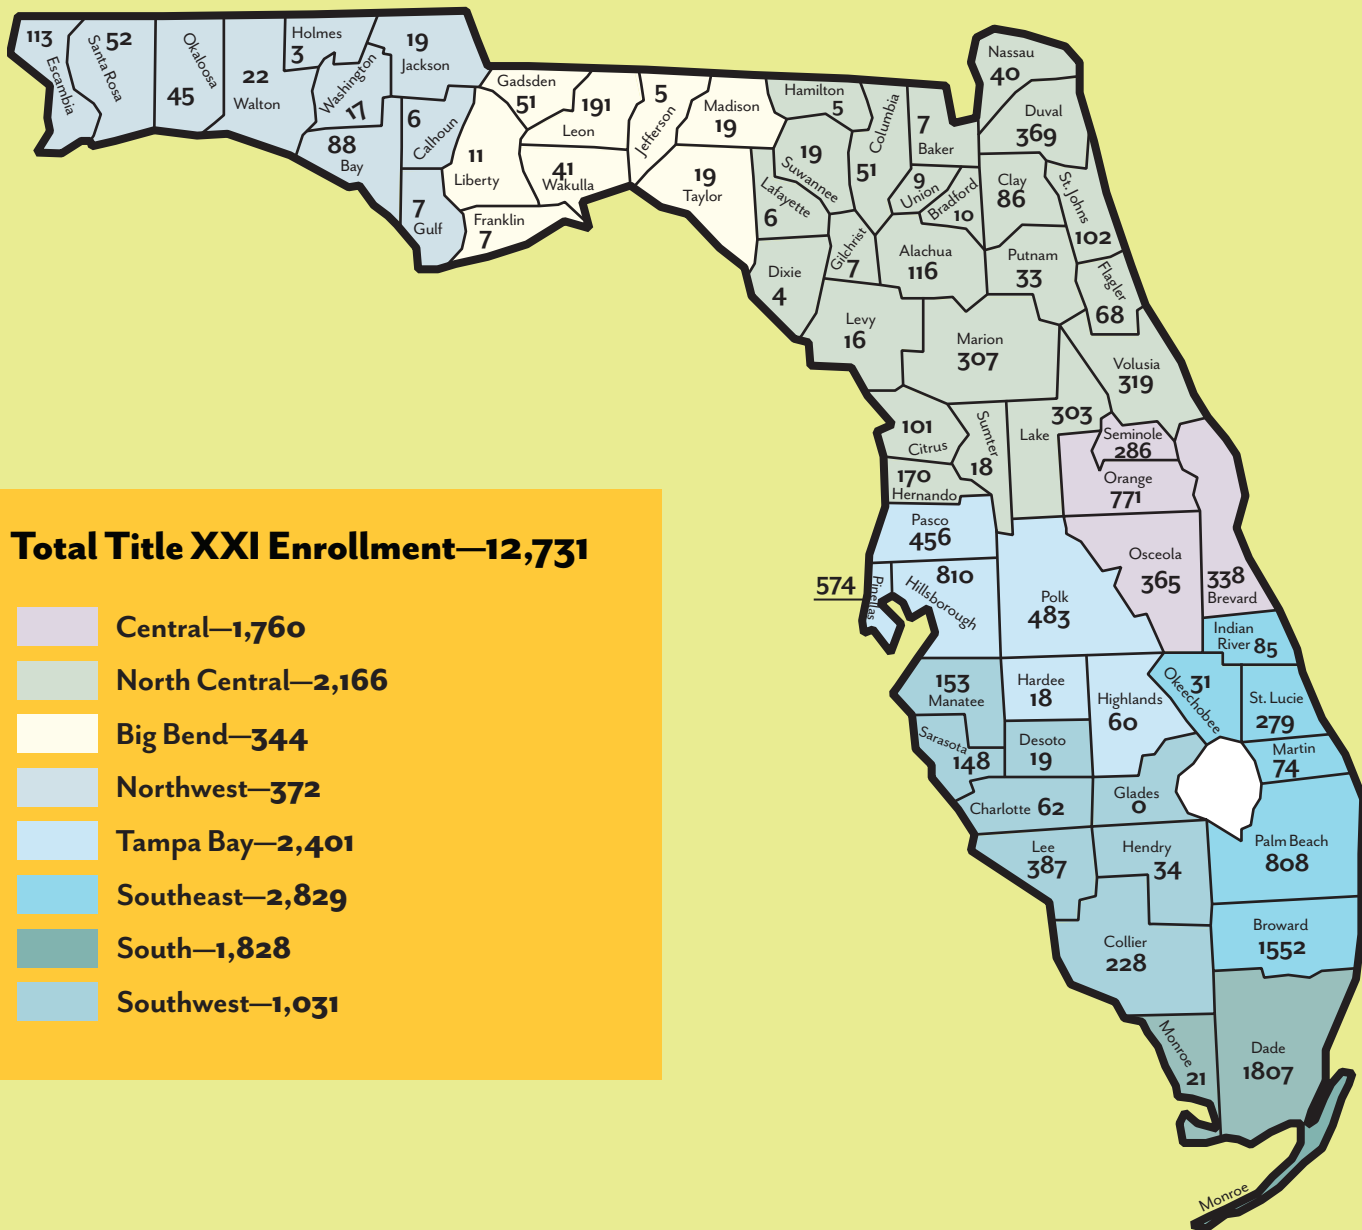 113
Escambia
52
Santa Rosa
Okaloosa
45
22
Walton
Holmes
3
Washington
17
19
Jackson
88
Bay
6
Calhoun
7
Gulf
Gadsden
51
191
Leon
11
Liberty
41
Wakulla
Franklin
7
5
Jefferson
Madison
19
19
Taylor
Hamilton
5
19
Suwannee
Lafayette
6
Columbia
51
7
Baker
Nassau
40
Duval
369
9
Union
Bradford
10
Clay
86
St. Johns
102
Dixie
4
Gilchrist
7
Alachua
116
Putnam
33
Flagler
68
Levy
16
Marion
307
Volusia
319
101
Citrus
Sumter
18
303
Lake
Seminole
286
170
Hernando
Orange
771
Pasco
456
Osceola
365
338
Brevard
574
Pinellas
810
Hillsborough
Polk
483
Indian
River 85
153
Manatee
Hardee
18
Highlands
60
31
Okeechobee
St. Lucie
279
Sarasota
148
Desoto
19
Martin
74
Charlotte 62
Glades
0
Lee
387
Hendry
34
Palm Beach
808
Collier
228
Broward
1552
Monroe
21
Dade
1807
Monroe
Total Title XXI Enrollment—12,731
Central—1,760
North Central—2,166
Big Bend—344
Northwest—372
Tampa Bay—2,401
Southeast—2,829
South—1,828
Southwest—1,031